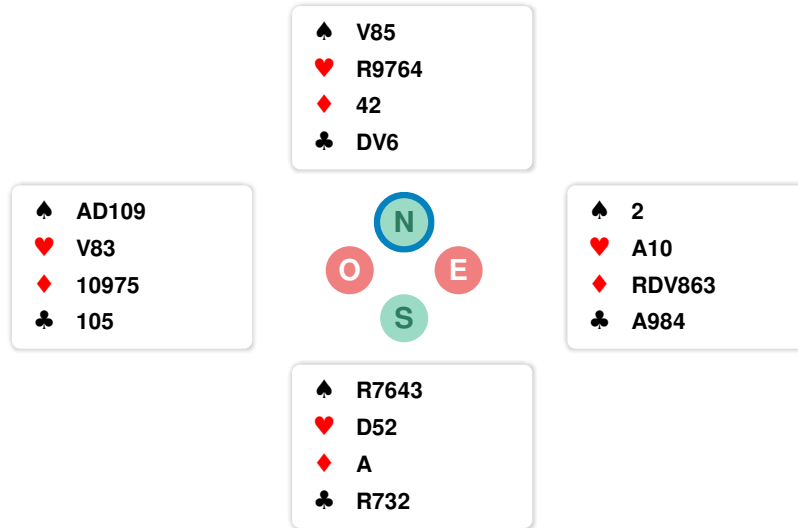 ♠ V85
♥ R9764
♦ 42
♣ DV6
♠ AD109
♥ V83
♦ 10975
♣ 105
N
O E
S
♠ 2
♥ A10
♦ RDV863
♣ A984
♠ R7643
♥ D52
♦ A
♣ R732